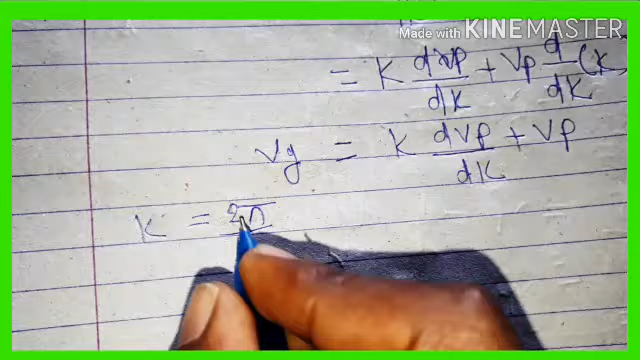 Made with KINEMASTER
= K dvp/dK + Vp d/dK (K
Vg = K dVp/dK + Vp
K = 2π